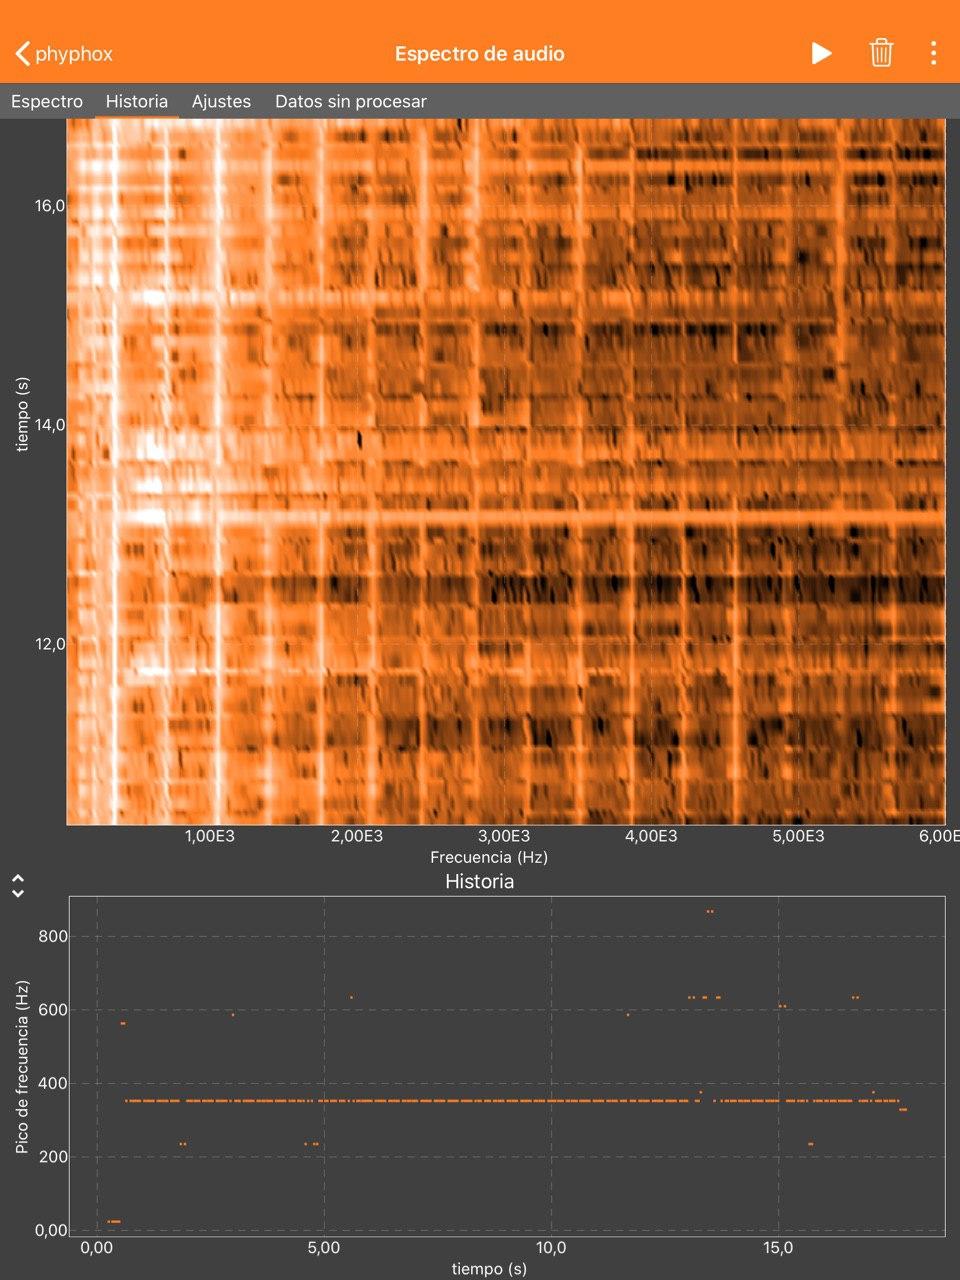 phyphox
Espectro de audio
Espectro Historia Ajustes Datos sin procesar
16,0
14,0
12,0
tiempo (s)
1,00E3 2,00E3 3,00E3 4,00E3 5,00E3 6,00E
Frecuencia (Hz)
Historia
800
600
400
200
0,00
Pico de frecuencia (Hz)
0,00 5,00 10,0 15,0
tiempo (s)